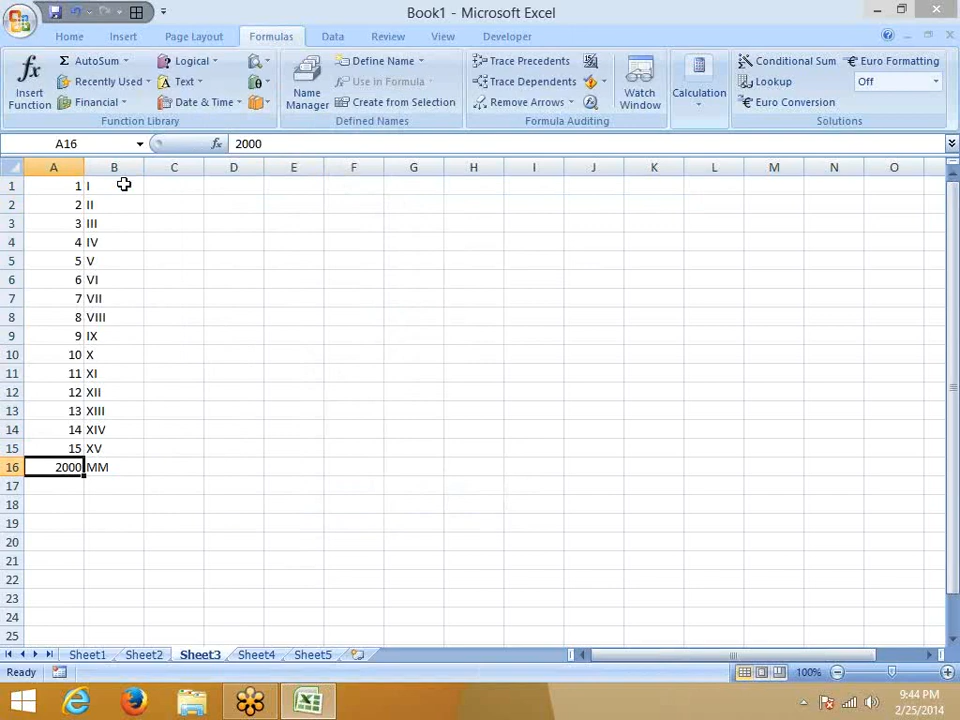 Book1 - Microsoft Excel
Home Insert Page Layout Formulas Data Review View Developer
fx Insert Function
Σ AutoSum
Recently Used
Financial
Logical
Text
Date & Time
Function Library
Name Manager
Define Name
Use in Formula
Create from Selection
Defined Names
Trace Precedents
Trace Dependents
Remove Arrows
Formula Auditing
Watch Window
Calculation
Conditional Sum
Lookup
Euro Conversion
Euro Formatting
Off
Solutions
A16 fx 2000
A B C D E F G H I J K L M N O
1 1 I
2 2 II
3 3 III
4 4 IV
5 5 V
6 6 VI
7 7 VII
8 8 VIII
9 9 IX
10 10 X
11 11 XI
12 12 XII
13 13 XIII
14 14 XIV
15 15 XV
16 2000 MM
17
18
19
20
21
22
23
24
25
Sheet1 Sheet2 Sheet3 Sheet4 Sheet5
Ready 100%
9:44 PM
2/25/2014